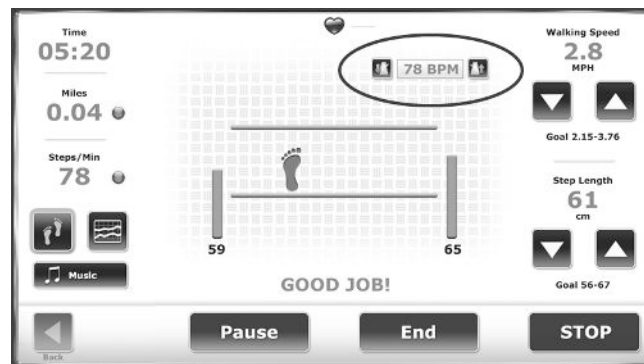 Time
05:20
Miles
0.04
Steps/Min
78
Music
Back
78 BPM
59
65
GOOD JOB!
Pause
End
Walking Speed
2.8
MPH
Goal 2.15-3.76
Step Length
61
cm
Goal 56-67
STOP